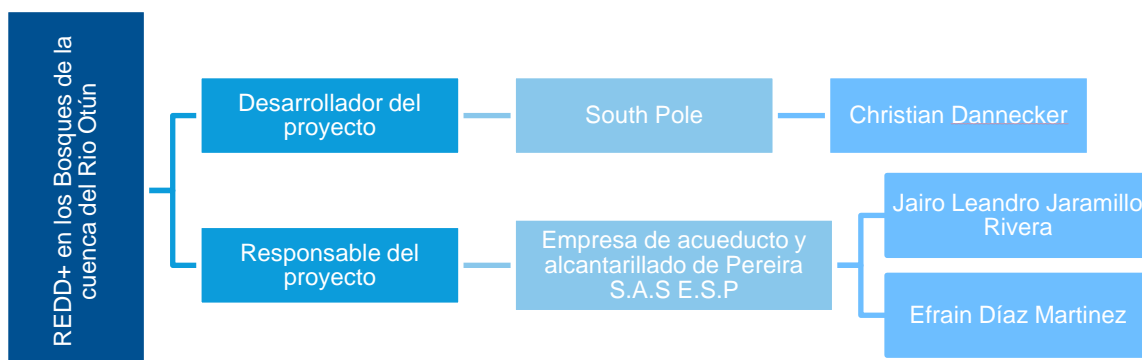 REDD+ en los Bosques de la
cuenca del Rio Otún
Desarrollador del
proyecto
South Pole
Christian Dannecker
Responsable del
proyecto
Empresa de acueducto y
alcantarillado de Pereira
S.A.S E.S.P
Jairo Leandro Jaramillo
Rivera
Efrain Díaz Martinez